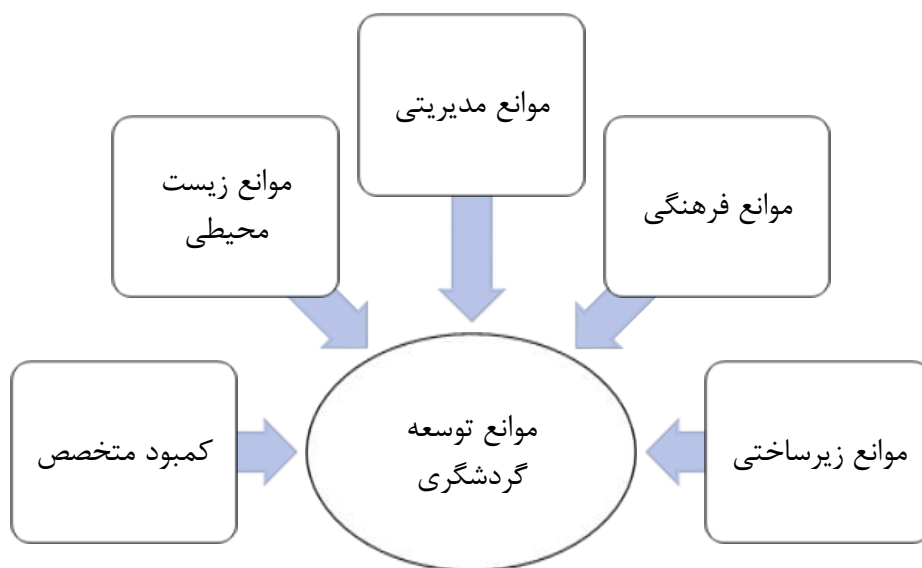 موانع مدیریتی
موانع فرهنگی
موانع زیست
محیطی
موانع زیرساختی
موانع توسعه
گردشگری
کمبود متخصص